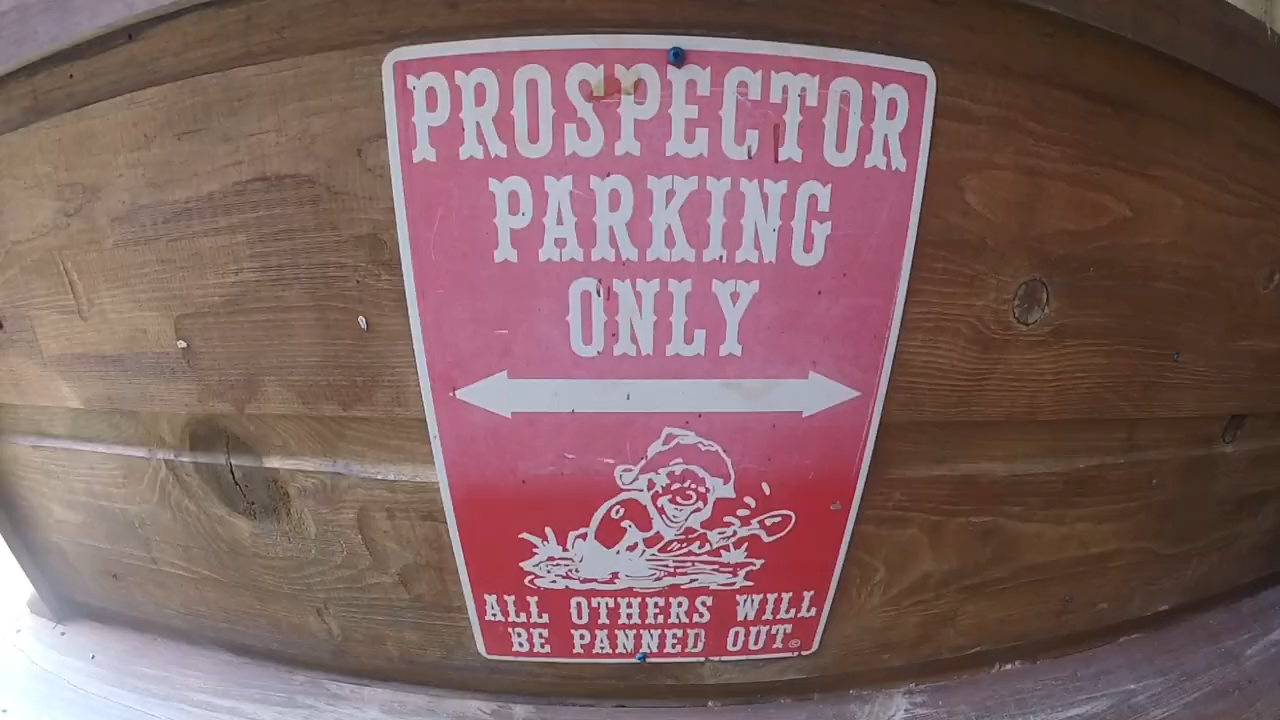 PROSPECTOR
PARKING
ONLY
ALL OTHERS WILL
BE PANNED OUT©